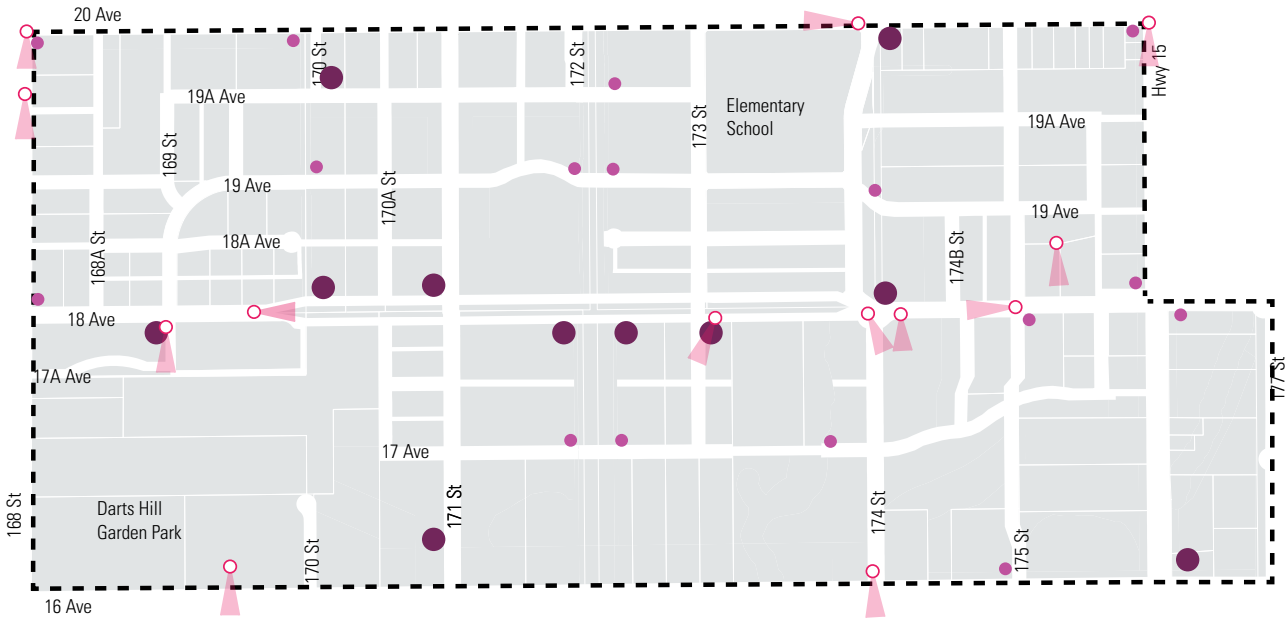 20 Ave
170 St
172 St
Hwy 15
19A Ave
Elementary
School
173 St
19A Ave
169 St
19 Ave
170A St
19 Ave
18A Ave
168A St
174B St
18 Ave
17A Ave
177 St
17 Ave
168 St
Darts Hill
Garden Park
171 St
174 St
170 St
175 St
16 Ave